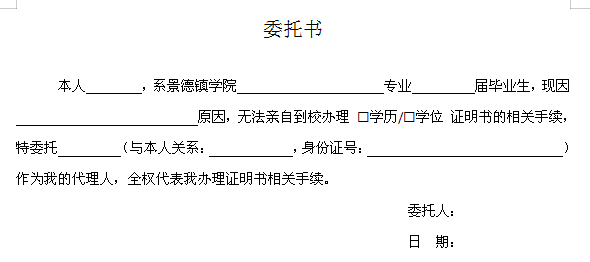 委托书
本人________，系景德镇学院_____________________专业_________届毕业生，现因
__________________________原因，无法亲自到校办理 □学历/□学位 证明书的相关手续，
特委托_________（与本人关系：____________,身份证号：____________________________）
作为我的代理人，全权代表我办理证明书相关手续。
委托人：
日 期：